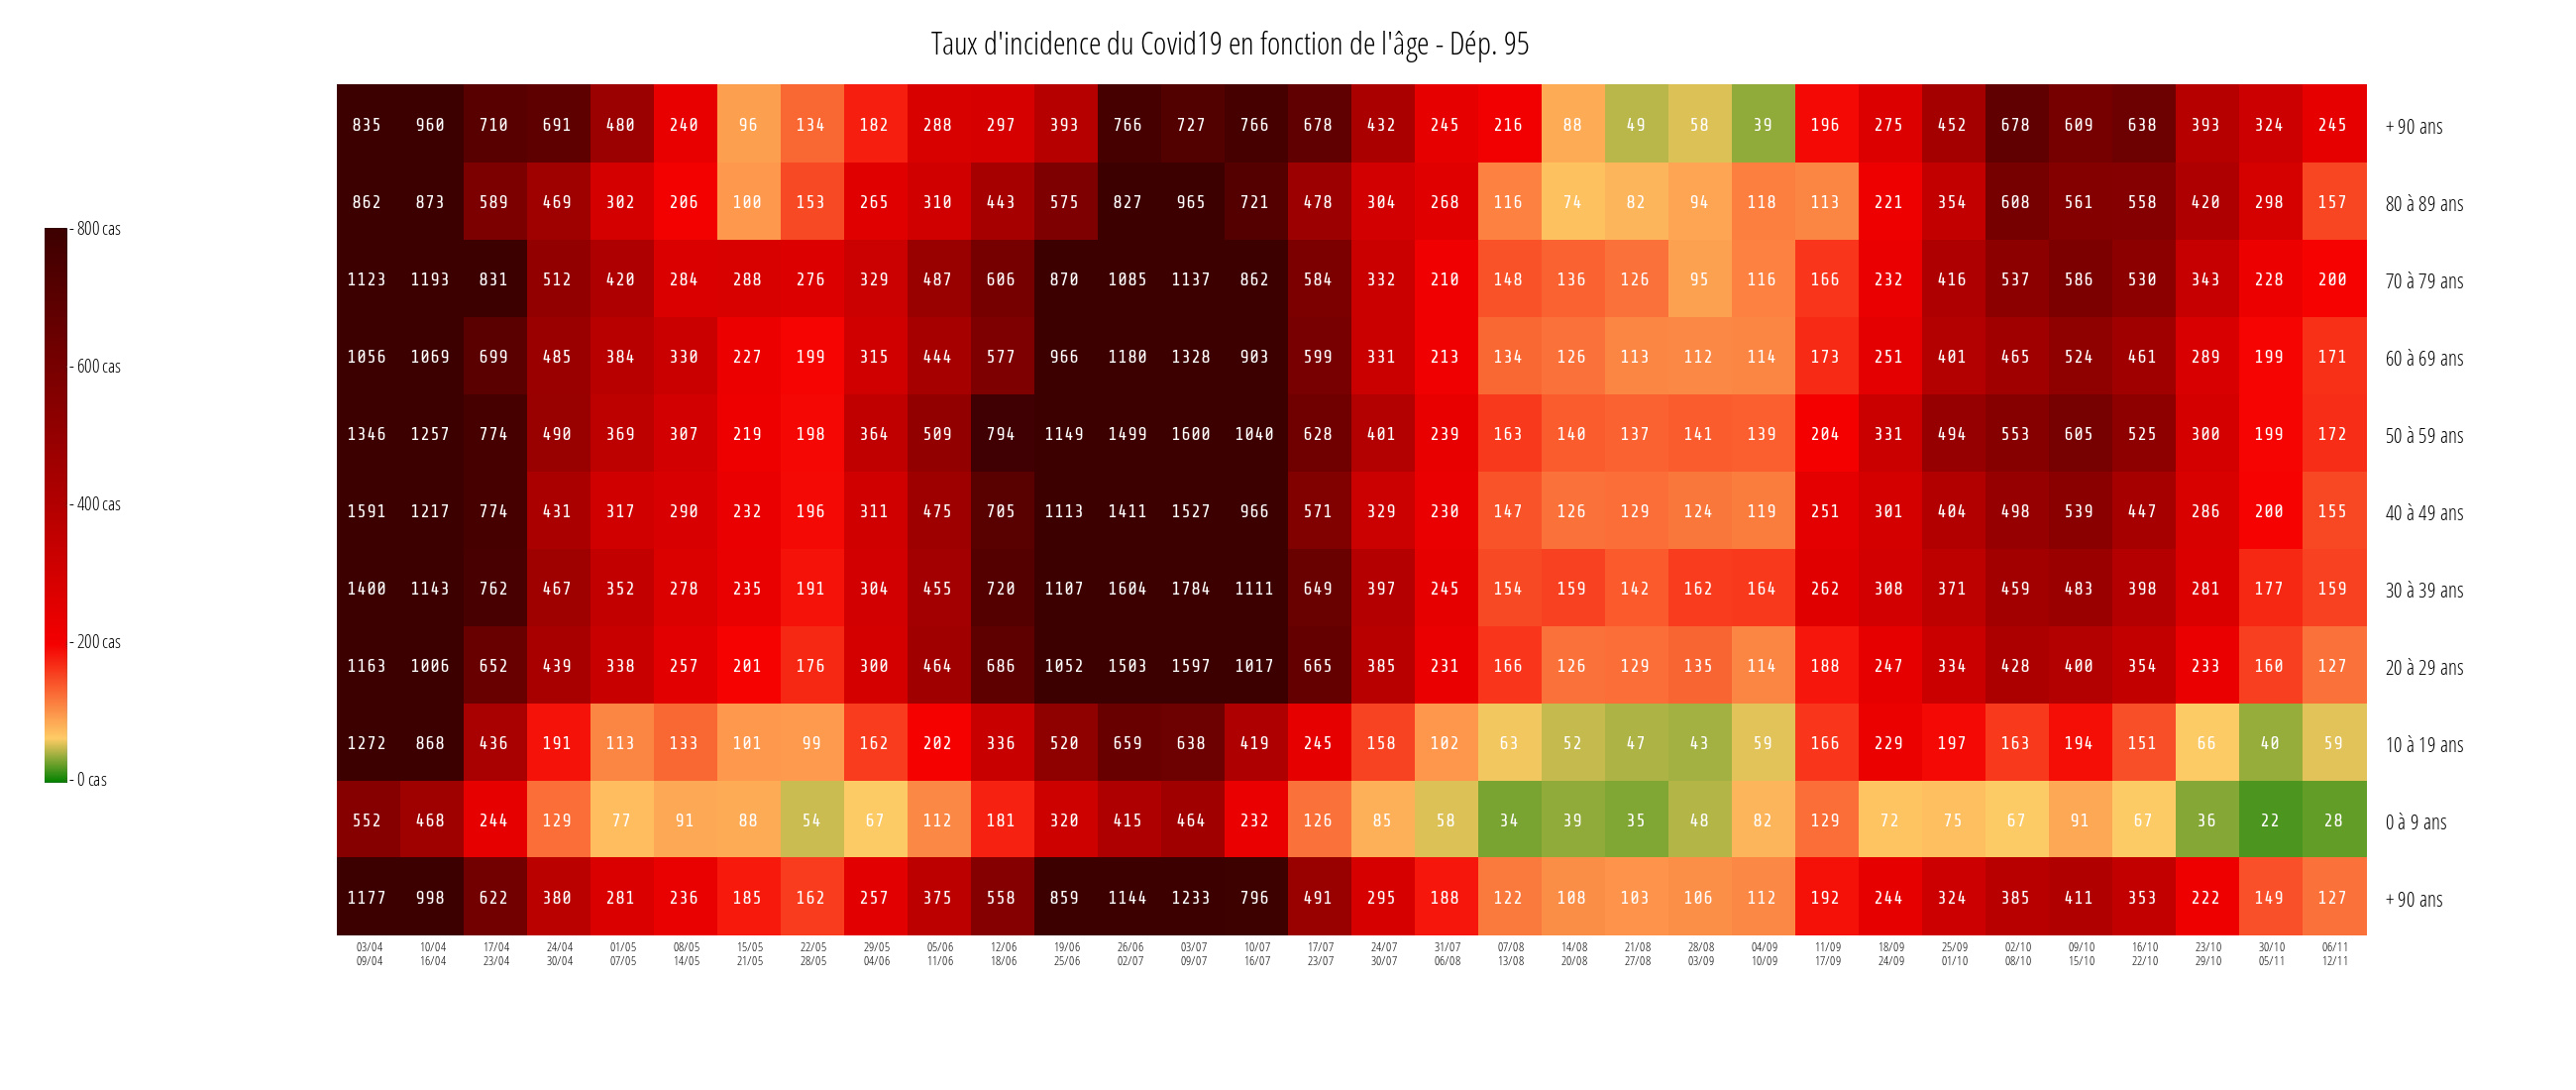 Taux d'incidence du Covid19 en fonction de l'âge - Dép. 95
- 800 cas
- 600 cas
- 400 cas
- 200 cas
- 0 cas
835 960 710 691 480 240 96 134 182 288 297 393 766 727 766 678 432 245 216 88 49 58 39 196 275 452 678 609 638 393 324 245 + 90 ans
862 873 589 469 302 206 100 153 265 310 443 575 827 965 721 478 304 268 116 74 82 94 118 113 221 354 608 561 558 420 298 157 80 à 89 ans
1123 1193 831 512 420 284 288 276 329 487 606 870 1085 1137 862 584 332 210 148 136 126 95 116 166 232 416 537 586 530 343 228 200 70 à 79 ans
1056 1069 699 485 384 330 227 199 315 444 577 966 1180 1328 903 599 331 213 134 126 113 112 114 173 251 401 465 524 461 289 199 171 60 à 69 ans
1346 1257 774 490 369 307 219 198 364 509 794 1149 1499 1600 1040 628 401 239 163 140 137 141 139 204 331 494 553 605 525 300 199 172 50 à 59 ans
1591 1217 774 431 317 290 232 196 311 475 705 1113 1411 1527 966 571 329 230 147 126 129 124 119 251 301 404 498 539 447 286 200 155 40 à 49 ans
1400 1143 762 467 352 278 235 191 304 455 720 1107 1604 1784 1111 649 397 245 154 159 142 162 164 262 308 371 459 483 398 281 177 159 30 à 39 ans
1163 1006 652 439 338 257 201 176 300 464 686 1052 1503 1597 1017 665 385 231 166 126 129 135 114 188 247 334 428 400 354 233 160 127 20 à 29 ans
1272 868 436 191 113 133 101 99 162 202 336 520 659 638 419 245 158 102 63 52 47 43 59 166 229 197 163 194 151 66 40 59 10 à 19 ans
552 468 244 129 77 91 88 54 67 112 181 320 415 464 232 126 85 58 34 39 35 48 82 129 72 75 67 91 67 36 22 28 0 à 9 ans
1177 998 622 380 281 236 185 162 257 375 558 859 1144 1233 796 491 295 188 122 108 103 106 112 192 244 324 385 411 353 222 149 127 + 90 ans
03/04 10/04 17/04 24/04 01/05 08/05 15/05 22/05 29/05 05/06 12/06 19/06 26/06 03/07 10/07 17/07 24/07 31/07 07/08 14/08 21/08 28/08 04/09 11/09 18/09 25/09 02/10 09/10 16/10 23/10 30/10 06/11
09/04 16/04 23/04 30/04 07/05 14/05 21/05 28/05 04/06 11/06 18/06 25/06 02/07 09/07 16/07 23/07 30/07 06/08 13/08 20/08 27/08 03/09 10/09 17/09 24/09 01/10 08/10 15/10 22/10 29/10 05/11 12/11